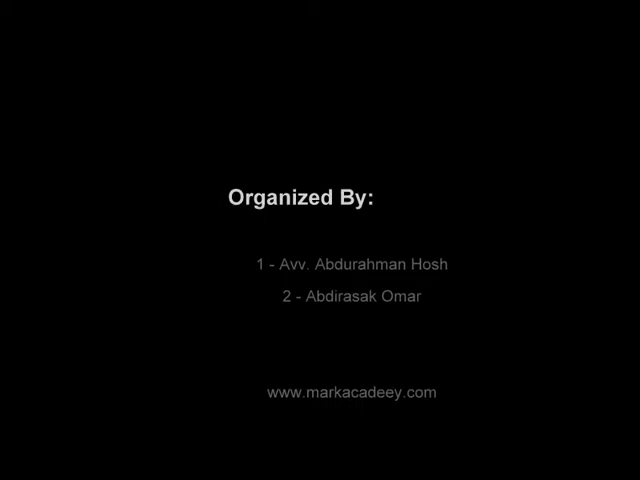 Organized By:
1 - Avv. Abdurahman Hosh
2 - Abdirasak Omar
www.markacadeey.com